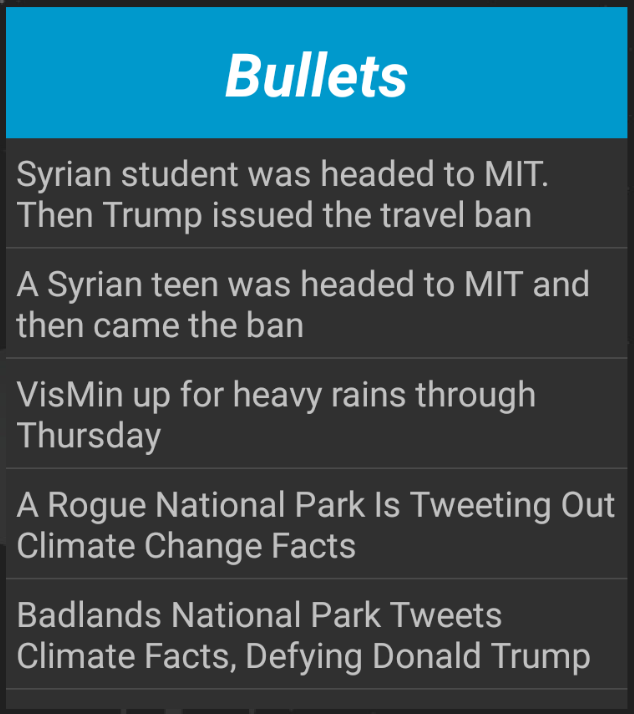 Bullets
Syrian student was headed to MIT.
Then Trump issued the travel ban
A Syrian teen was headed to MIT and
then came the ban
VisMin up for heavy rains through
Thursday
A Rogue National Park Is Tweeting Out
Climate Change Facts
Badlands National Park Tweets
Climate Facts, Defying Donald Trump